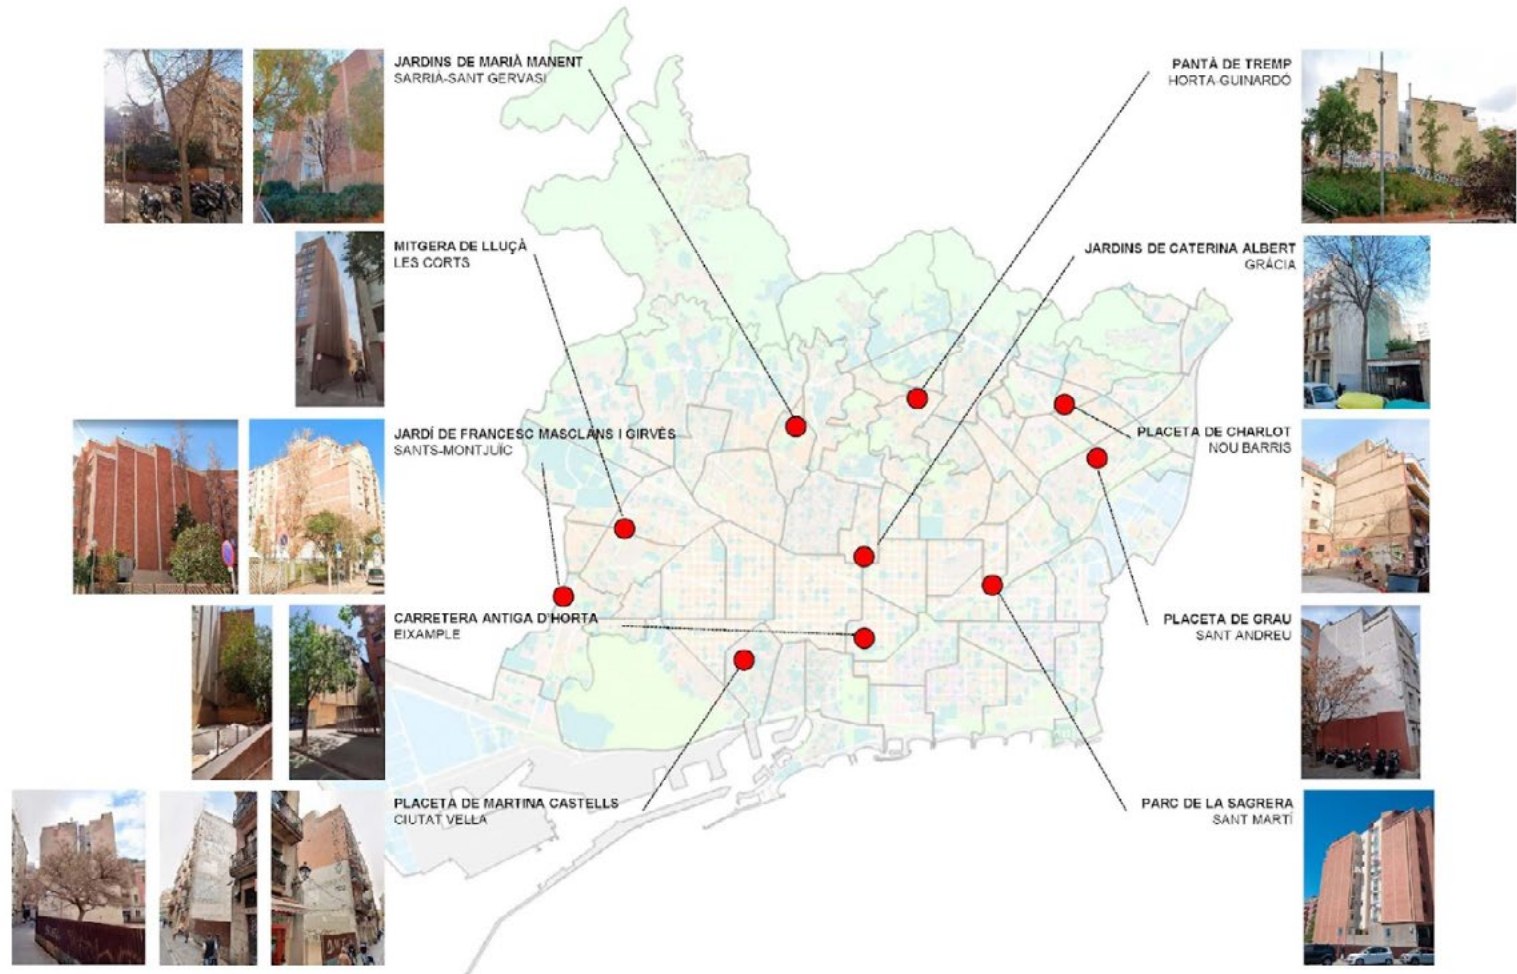 JARDINS DE MARIÀ MANENT
SARRIÀ-SANT GERVASI
MITGERA DE LLUÇÀ
LES CORTS
JARDÍ DE FRANCESC MASCLANS I GIRVÈS
SANTS-MONTJUÏC
CARRETERA ANTIGA D'HORTA
EIXAMPLE
PLACETA DE MARTINA CASTELLS
CIUTAT VELLA
PANTÀ DE TREMP
HORTA-GUINARDÓ
JARDINS DE CATERINA ALBERT
GRÀCIA
PLACETA DE CHARLOT
NOU BARRIS
PLACETA DE GRAU
SANT ANDREU
PARC DE LA SAGRERA
SANT MARTÍ